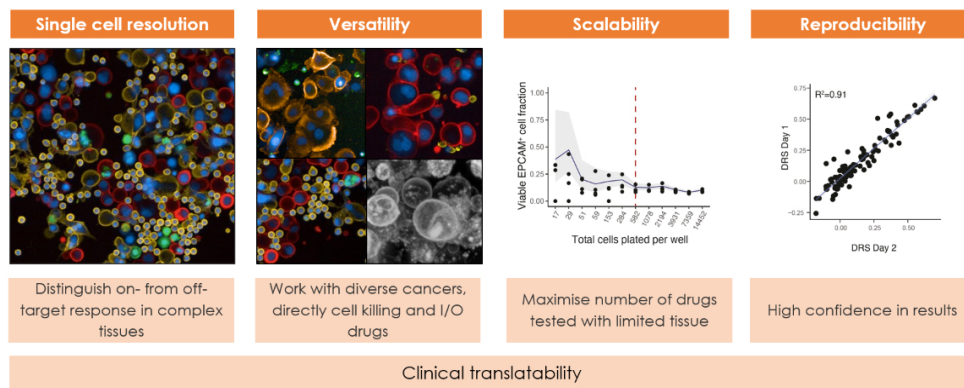 Single cell resolution
Versatility
Scalability
Reproducibility
Viable EPCAM⁺ cell fraction
1.00
0.75
0.50
0.25
0.00
17
29
51
59
153
284
582
1078
2194
3931
7359
14452
Total cells plated per well
R²=0.91
DRS Day 1
0.75
0.50
0.25
0.00
−0.25
0.00
0.25
0.50
DRS Day 2
Distinguish on- from off-
target response in complex
tissues
Work with diverse cancers,
directly cell killing and I/O
drugs
Maximise number of drugs
tested with limited tissue
High confidence in results
Clinical translatability